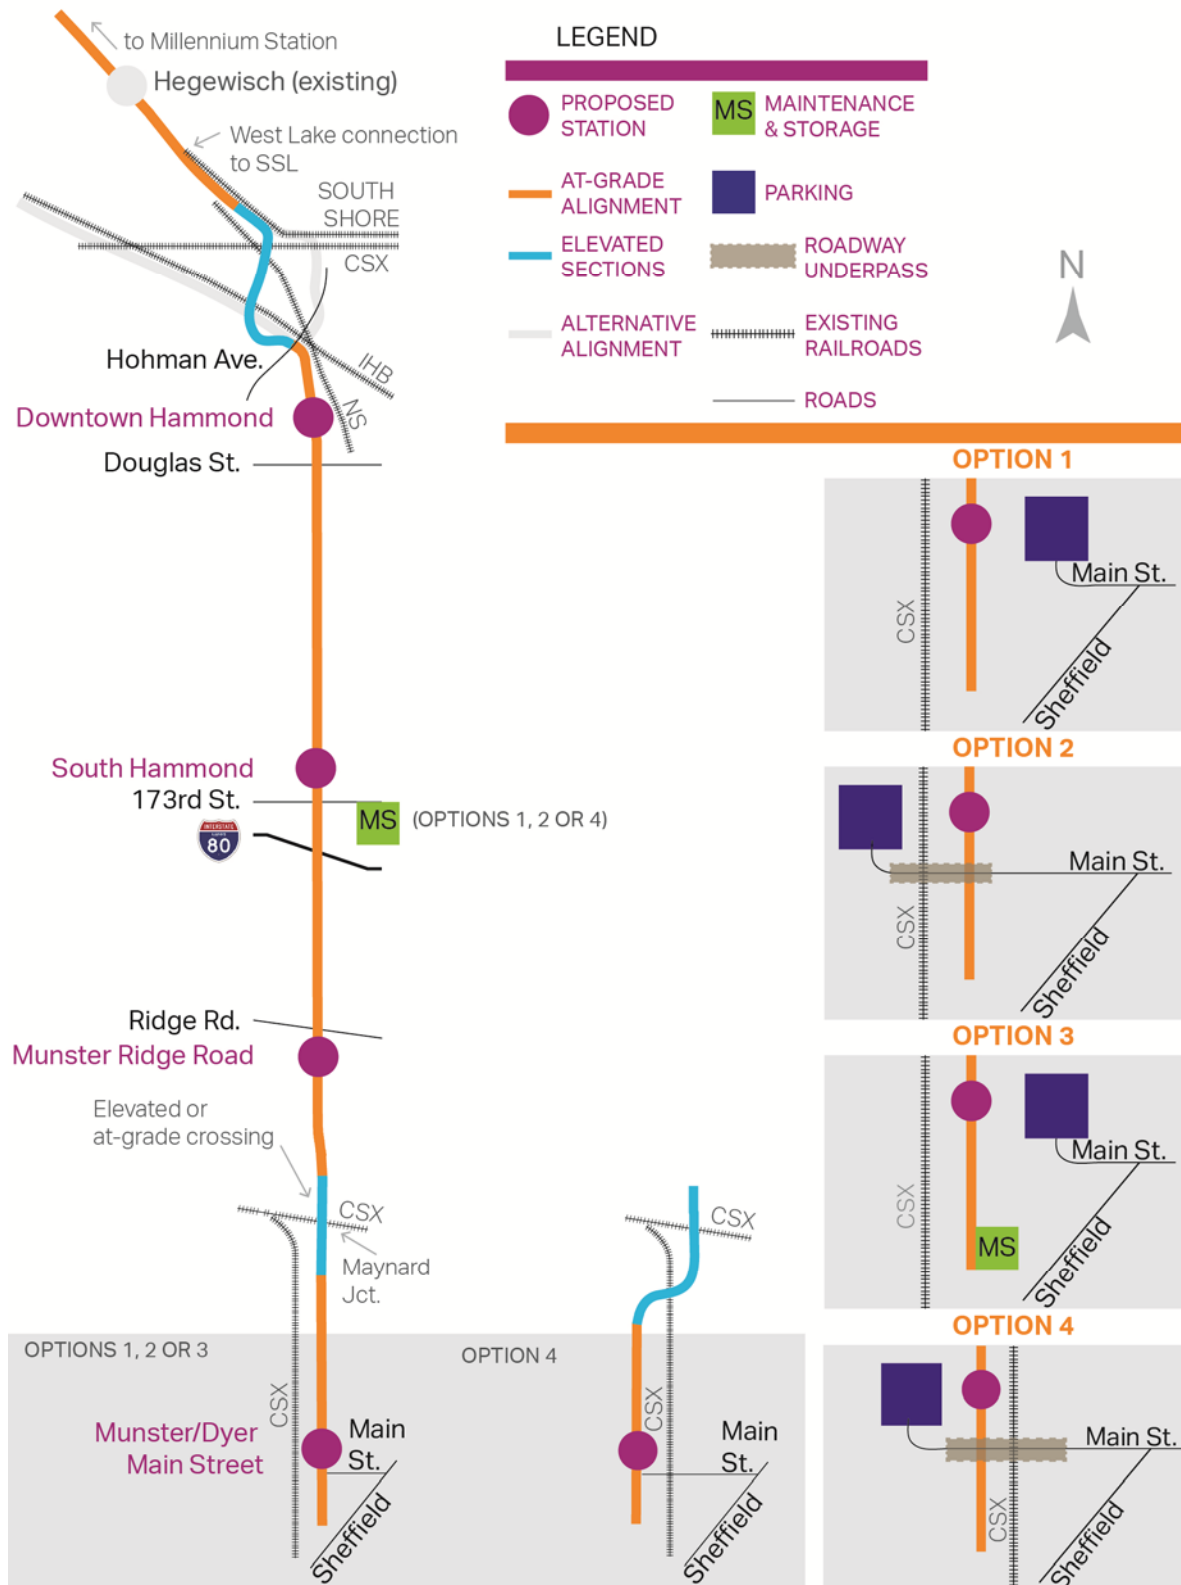 to Millennium Station
Hegewisch (existing)
West Lake connection
to SSL
SOUTH
SHORE
CSX
Hohman Ave.
IHB
NS
Downtown Hammond
Douglas St.
South Hammond
173rd St.
INTERSTATE
80
MS
(OPTIONS 1, 2 OR 4)
Ridge Rd.
Munster Ridge Road
Elevated or
at-grade crossing
CSX
Maynard
Jct.
OPTIONS 1, 2 OR 3
CSX
Munster/Dyer
Main Street
Main
St.
Sheffield
CSX
OPTION 4
CSX
Main
St.
Sheffield
LEGEND
PROPOSED
STATION
AT-GRADE
ALIGNMENT
ELEVATED
SECTIONS
ALTERNATIVE
ALIGNMENT
MS
MAINTENANCE
& STORAGE
PARKING
ROADWAY
UNDERPASS
EXISTING
RAILROADS
ROADS
N
OPTION 1
Main St.
CSX
Sheffield
OPTION 2
Main St.
CSX
Sheffield
OPTION 3
Main St.
CSX
MS
Sheffield
OPTION 4
Main St.
CSX
Sheffield